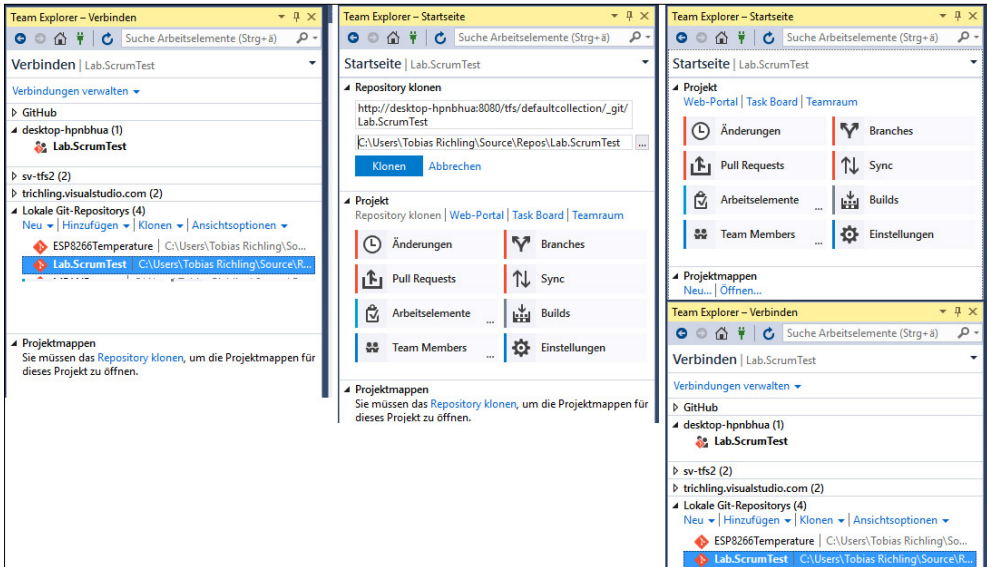 Team Explorer – Verbinden
Suche Arbeitselemente (Strg+ä)
Verbinden | Lab.ScrumTest
Verbindungen verwalten
GitHub
desktop-hpnbhua (1)
Lab.ScrumTest
sv-tfs2 (2)
trichling.visualstudio.com (2)
Lokale Git-Repositorys (4)
Neu | Hinzufügen | Klonen | Ansichtsoptionen
ESP8266Temperature | C:\Users\Tobias Richling\So...
Lab.ScrumTest | C:\Users\Tobias Richling\Source\R...
Projektmappen
Sie müssen das Repository klonen, um die Projektmappen für
dieses Projekt zu öffnen.
Team Explorer – Startseite
Suche Arbeitselemente (Strg+ä)
Startseite | Lab.ScrumTest
Repository klonen
http://desktop-hpnbhua:8080/tfs/defaultcollection/_git/
Lab.ScrumTest
C:\Users\Tobias Richling\Source\Repos\Lab.ScrumTest ...
Klonen Abbrechen
Projekt
Repository klonen | Web-Portal | Task Board | Teamraum
Änderungen Branches
Pull Requests Sync
Arbeitselemente ... Builds
Team Members ... Einstellungen
Projektmappen
Sie müssen das Repository klonen, um die Projektmappen für
dieses Projekt zu öffnen.
Team Explorer – Startseite
Suche Arbeitselemente (Strg+ä)
Startseite | Lab.ScrumTest
Projekt
Web-Portal | Task Board | Teamraum
Änderungen Branches
Pull Requests Sync
Arbeitselemente ... Builds
Team Members ... Einstellungen
Projektmappen
Neu... | Öffnen...
Team Explorer – Verbinden
Suche Arbeitselemente (Strg+ä)
Verbinden | Lab.ScrumTest
Verbindungen verwalten
GitHub
desktop-hpnbhua (1)
Lab.ScrumTest
sv-tfs2 (2)
trichling.visualstudio.com (2)
Lokale Git-Repositorys (4)
Neu | Hinzufügen | Klonen | Ansichtsoptionen
ESP8266Temperature | C:\Users\Tobias Richling\So...
Lab.ScrumTest | C:\Users\Tobias Richling\Source\R...